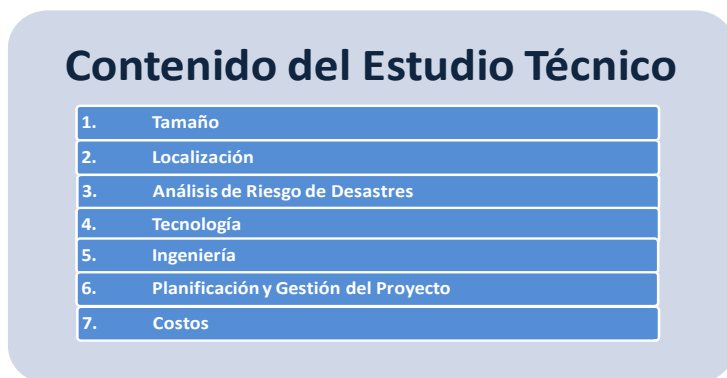 Contenido del Estudio Técnico
1. Tamaño
2. Localización
3. Análisis de Riesgo de Desastres
4. Tecnología
5. Ingeniería
6. Planificación y Gestión del Proyecto
7. Costos